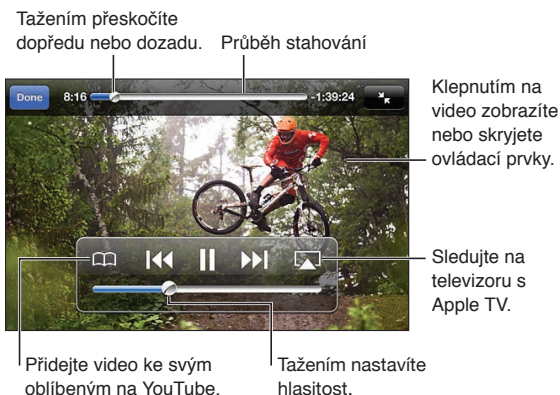 Tažením přeskočíte
dopředu nebo dozadu.
Průběh stahování
Done
8:16
-1:39:24
Klepnutím na
video zobrazíte
nebo skryjete
ovládací prvky.
Sledujte na
televizoru s
Apple TV.
Přidejte video ke svým
oblíbeným na YouTube.
Tažením nastavíte
hlasitost.